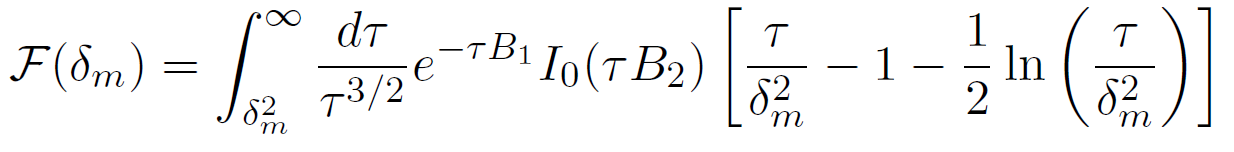 $\mathcal{F}(\delta_m) = \int_{\delta_m^2}^{\infty} \frac{d\tau}{\tau^{3/2}} e^{-\tau B_1} I_0(\tau B_2) \left[ \frac{\tau}{\delta_m^2} - 1 - \frac{1}{2} \ln \left( \frac{\tau}{\delta_m^2} \right) \right]$